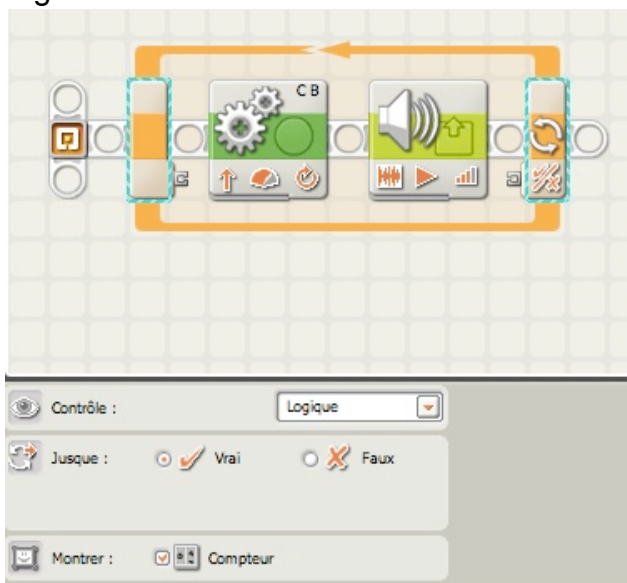 C B
Contrôle :
Logique
Jusque :
Vrai
Faux
Montrer :
Compteur